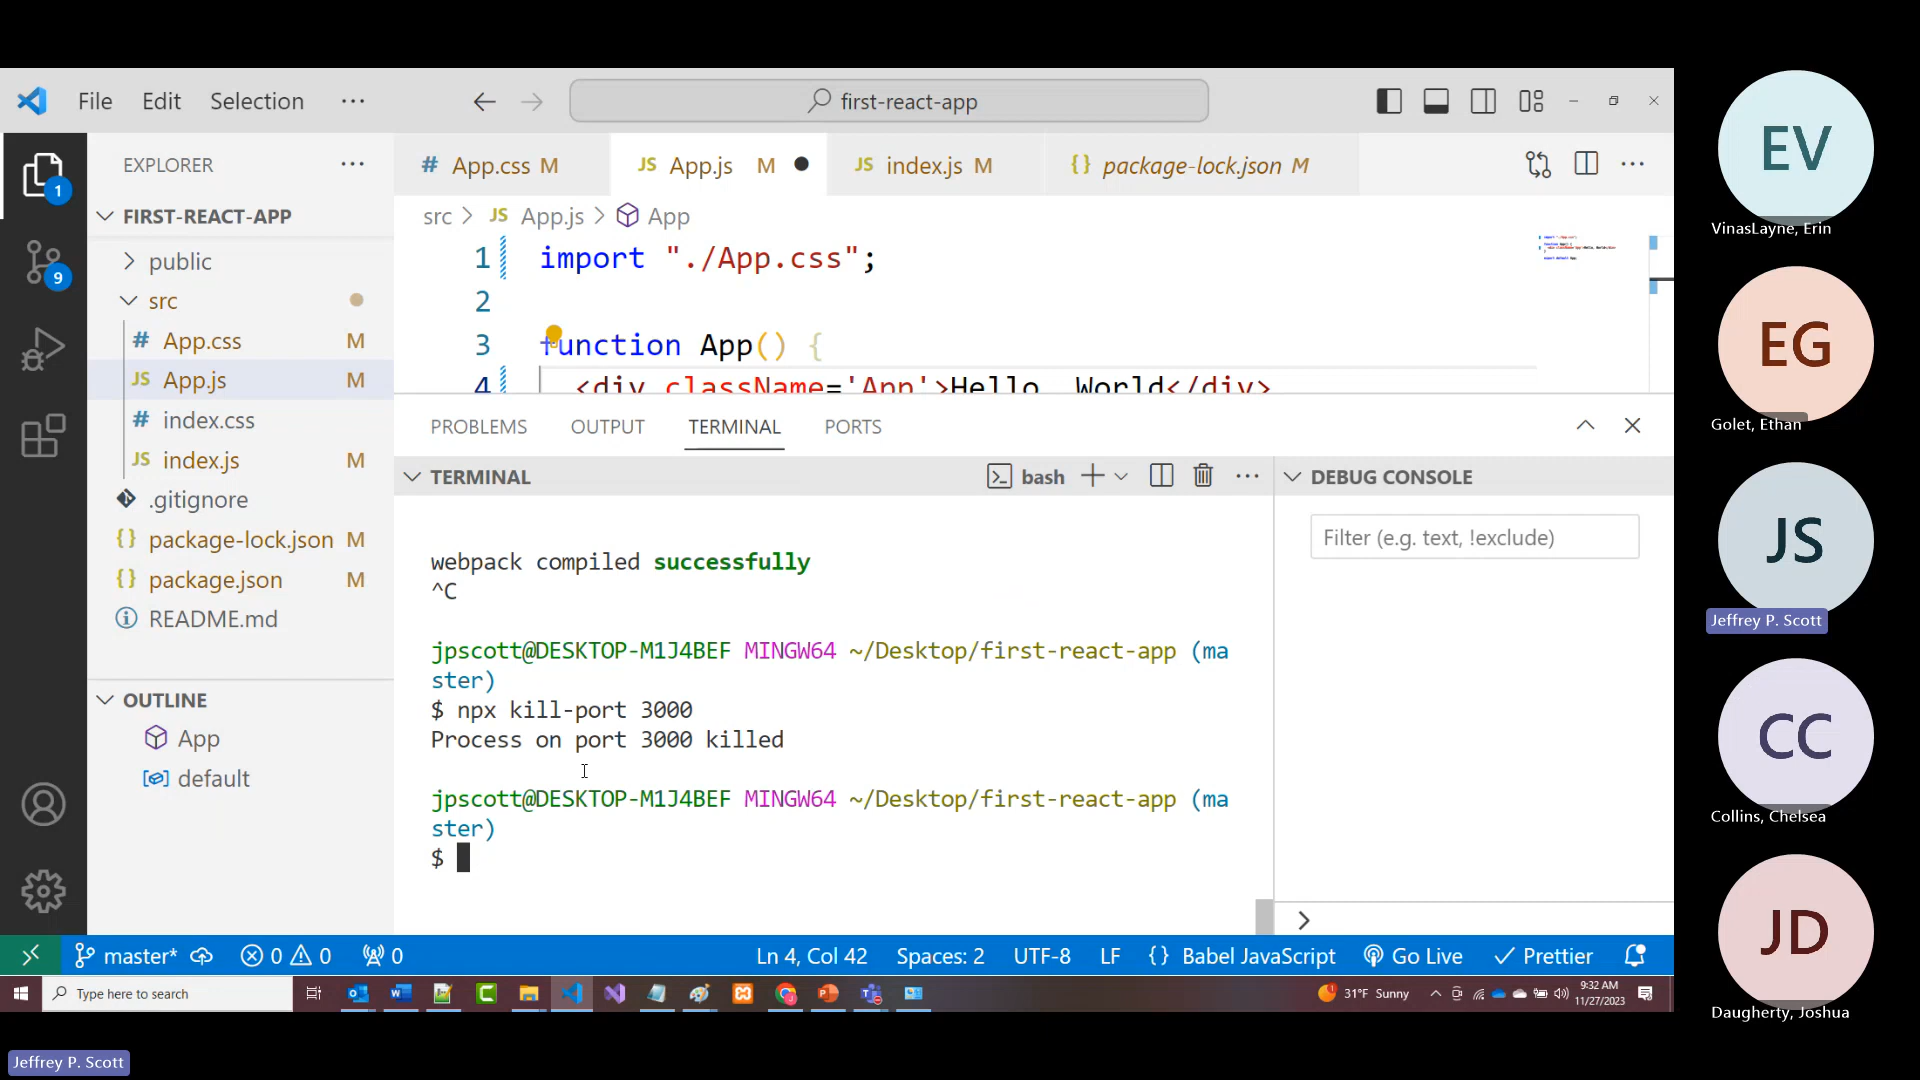 File Edit Selection ··· first-react-app
EXPLORER ···
FIRST-REACT-APP
public
src
# App.css M
JS App.js M
# index.css
JS index.js M
.gitignore
{} package-lock.json M
{} package.json M
README.md
OUTLINE
App
default
1
9
# App.css M JS App.js M JS index.js M {} package-lock.json M
src > JS App.js > App
1 import "./App.css";
2
3 function App() {
4 <div className='App'>Hello, World</div>
PROBLEMS OUTPUT TERMINAL PORTS
TERMINAL bash
DEBUG CONSOLE
Filter (e.g. text, !exclude)
webpack compiled successfully
^C
jpscott@DESKTOP-M1J4BEF MINGW64 ~/Desktop/first-react-app (ma
ster)
$ npx kill-port 3000
Process on port 3000 killed
jpscott@DESKTOP-M1J4BEF MINGW64 ~/Desktop/first-react-app (ma
ster)
$
master* 0 0 0 Ln 4, Col 42 Spaces: 2 UTF-8 LF {} Babel JavaScript Go Live Prettier
Type here to search
31°F Sunny
9:32 AM
11/27/2023
EV
VinasLayne, Erin
EG
Golet, Ethan
JS
Jeffrey P. Scott
CC
Collins, Chelsea
JD
Daugherty, Joshua
Jeffrey P. Scott